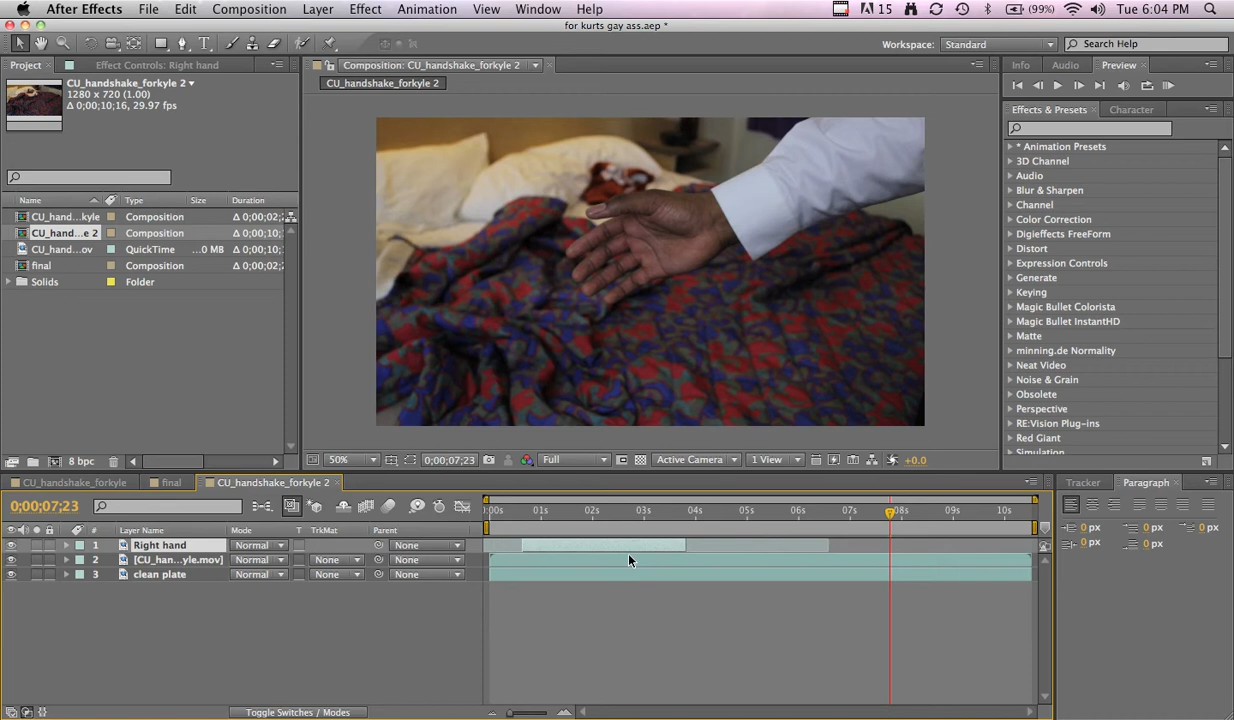 After Effects File Edit Composition Layer Effect Animation View Window Help 15 (99%) Tue 6:04 PM
for kurts gay ass.aep *
Workspace: Standard Search Help
Project Effect Controls: Right hand
CU_handshake_forkyle 2
1280 x 720 (1.00)
Δ 0;00;10;16, 29.97 fps
Name Type Size Duration
CU_hand...kyle Composition Δ 0;00;02;
CU_hand...e 2 Composition Δ 0;00;10;
CU_hand...ov QuickTime ...0 MB Δ 0;00;10;
final Composition Δ 0;00;02;
Solids Folder
8 bpc
Composition: CU_handshake_forkyle 2
CU_handshake_forkyle 2
50% 0;00;07;23 Full Active Camera 1 View +0.0
Info Audio Preview
Effects & Presets Character
* Animation Presets
3D Channel
Audio
Blur & Sharpen
Channel
Color Correction
Digieffects FreeForm
Distort
Expression Controls
Generate
Keying
Magic Bullet Colorista
Magic Bullet InstantHD
Matte
minning.de Normality
Neat Video
Noise & Grain
Obsolete
Perspective
RE:Vision Plug-ins
Red Giant
Simulation
CU_handshake_forkyle final CU_handshake_forkyle 2
0;00;07;23
# Layer Name Mode T TrkMat Parent
:00s 01s 02s 03s 04s 05s 06s 07s 08s 09s 10s
1 Right hand Normal None
2 [CU_han...yle.mov] Normal None None
3 clean plate Normal None None
Toggle Switches / Modes
Tracker Paragraph
0 px 0 px 0 px
0 px 0 px